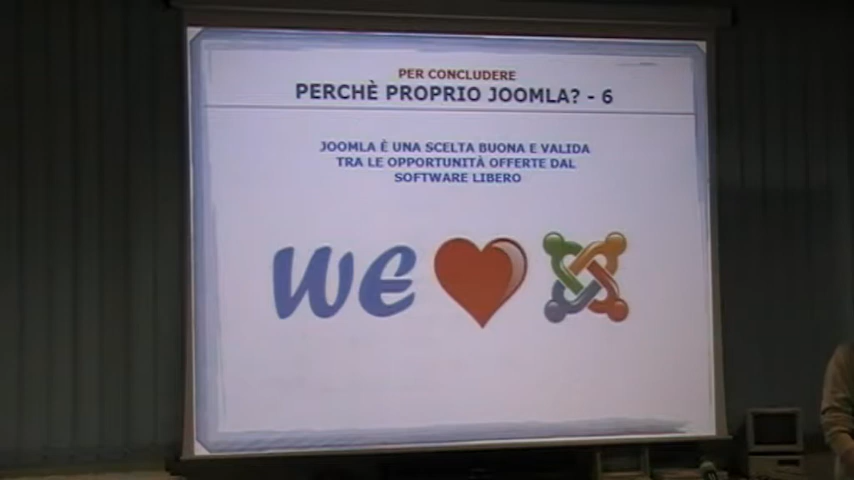 PER CONCLUDERE
PERCHÈ PROPRIO JOOMLA? - 6
JOOMLA È UNA SCELTA BUONA E VALIDA
TRA LE OPPORTUNITÀ OFFERTE DAL
SOFTWARE LIBERO
WE